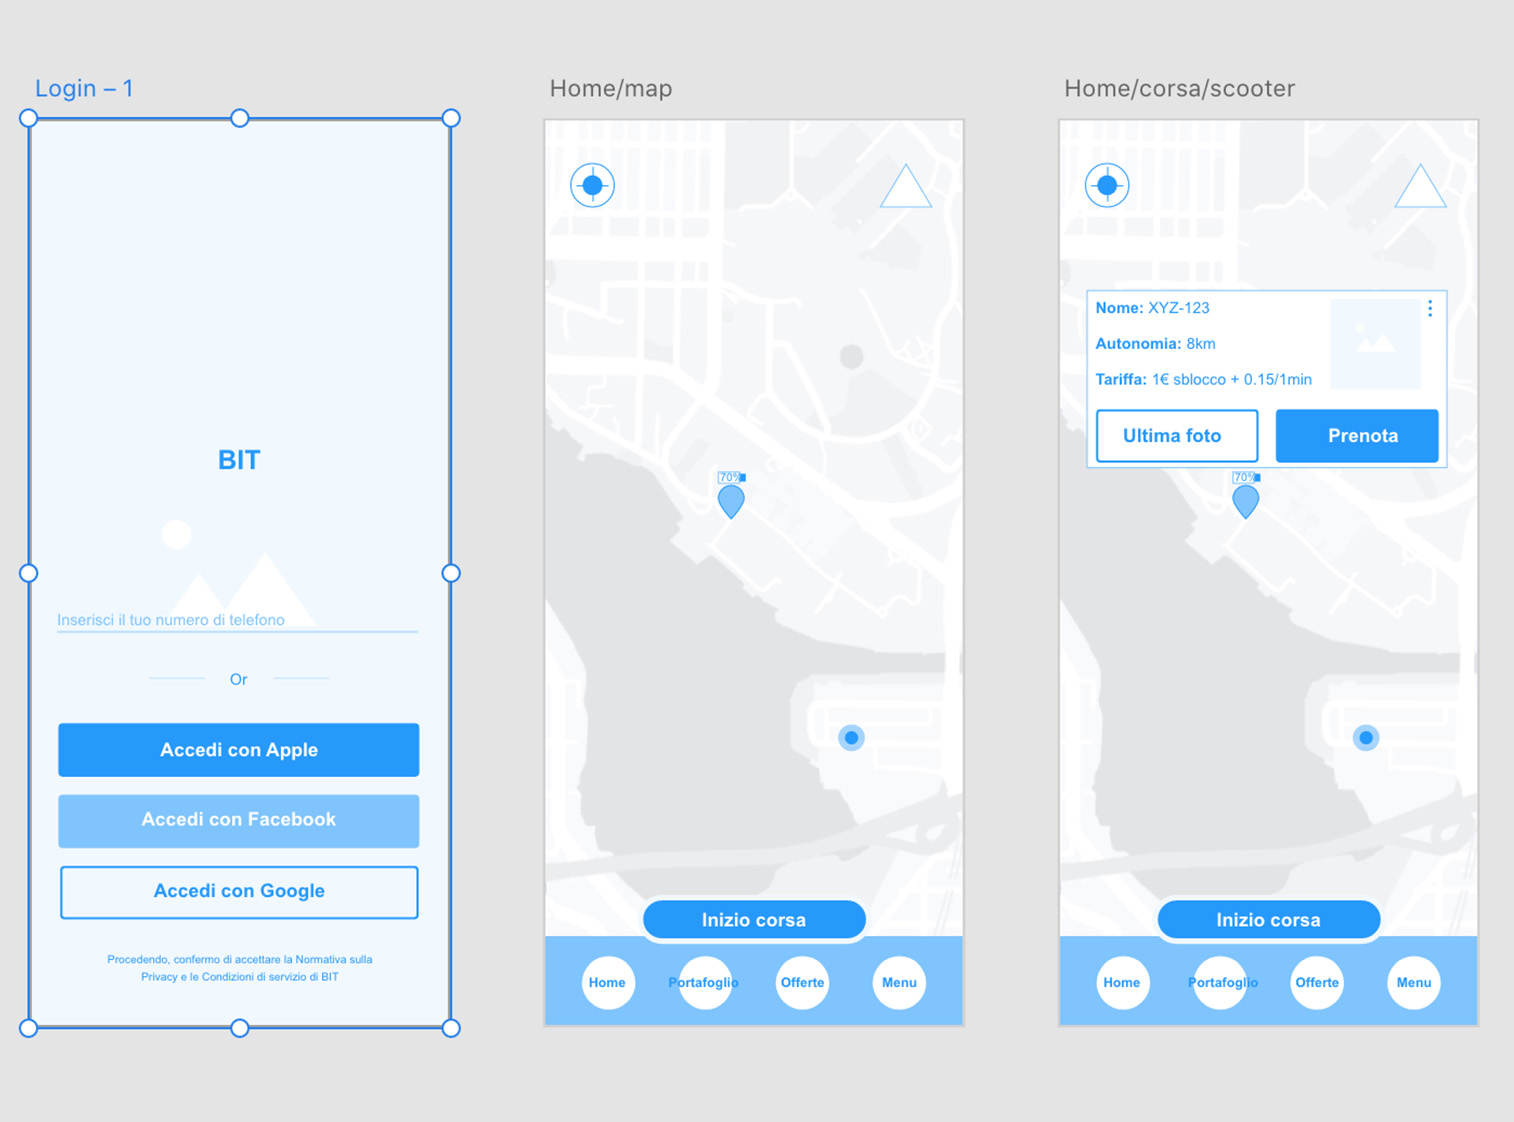 Login – 1
BIT
Inserisci il tuo numero di telefono
Or
Accedi con Apple
Accedi con Facebook
Accedi con Google
Procedendo, confermo di accettare la Normativa sulla
Privacy e le Condizioni di servizio di BIT
Home/map
70%
Inizio corsa
Home
Portafoglio
Offerte
Menu
Home/corsa/scooter
Nome: XYZ-123
Autonomia: 8km
Tariffa: 1€ sblocco + 0.15/1min
Ultima foto
Prenota
70%
Inizio corsa
Home
Portafoglio
Offerte
Menu